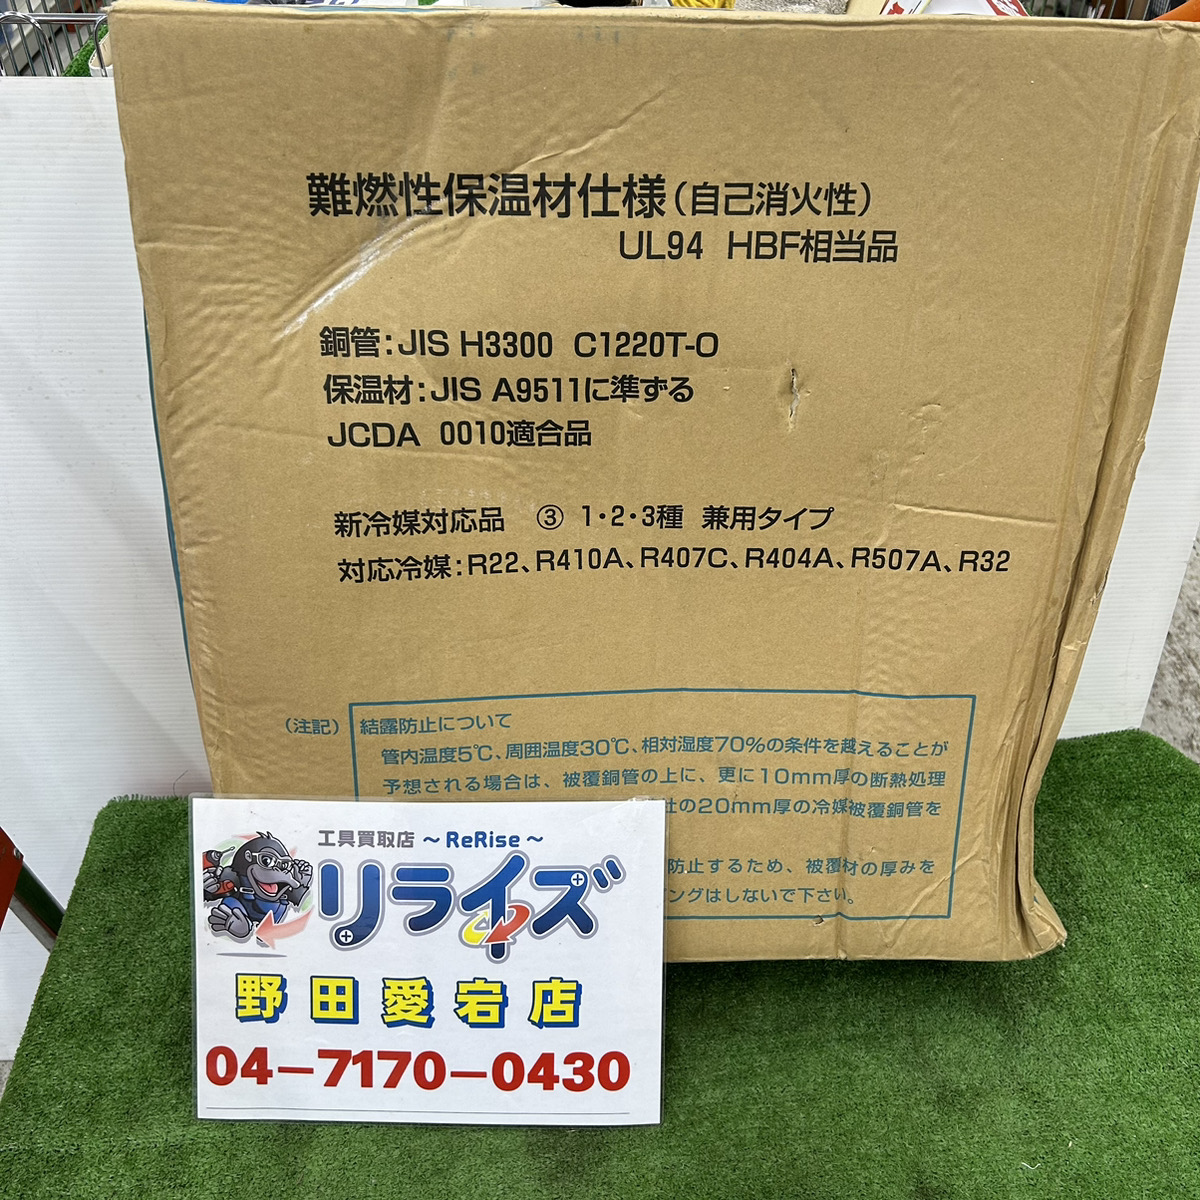 難燃性保温材仕様（自己消火性）
UL94 HBF相当品
銅管：JIS H3300 C1220T-O
保温材：JIS A9511に準ずる
JCDA 0010適合品
新冷媒対応品 ③ 1・2・3種 兼用タイプ
対応冷媒：R22、R410A、R407C、R404A、R507A、R32
（注記） 結露防止について
管内温度5℃、周囲温度30℃、相対湿度70%の条件を越えることが
予想される場合は、被覆銅管の上に、更に10mm厚の断熱処理
の20mm厚の冷媒被覆銅管を
防止するため、被覆材の厚みを
ングはしないで下さい。
工具買取店 ～ReRise～
リライズ
野田愛宕店
04-7170-0430